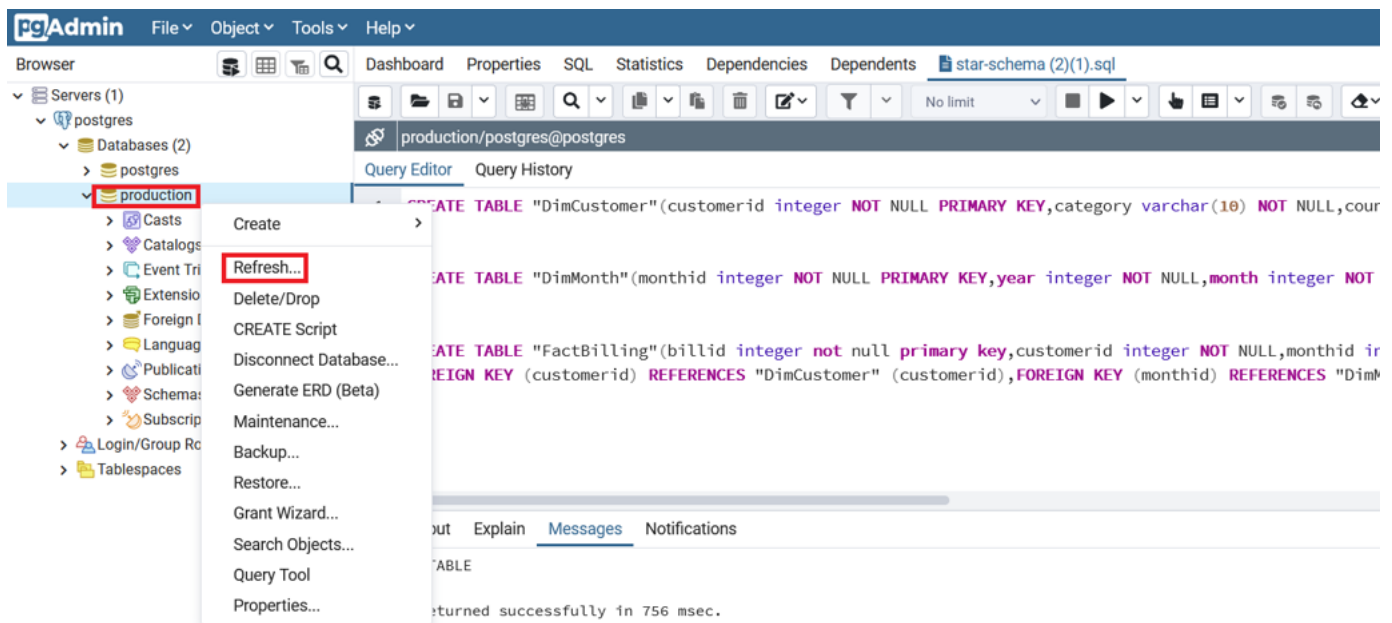 pgAdmin File Object Tools Help
Browser
Dashboard Properties SQL Statistics Dependencies Dependents star-schema (2)(1).sql
Servers (1)
No limit
postgres
production/postgres@postgres
Databases (2)
postgres
Query Editor Query History
production
CREATE TABLE "DimCustomer"(customerid integer NOT NULL PRIMARY KEY,category varchar(10) NOT NULL,
Casts
Catalogs
Event Tri
Extensio
Foreign
Languag
Publicati
Schemas
Subscrip
Login/Group Ro
Tablespaces
Create
Refresh...
Delete/Drop
CREATE Script
Disconnect Database...
Generate ERD (Beta)
Maintenance...
Backup...
Restore...
Grant Wizard...
Search Objects...
Query Tool
Properties...
EATE TABLE "DimMonth"(monthid integer NOT NULL PRIMARY KEY,year integer NOT NULL,month integer NOT
EATE TABLE "FactBilling"(billid integer not null primary key,customerid integer NOT NULL,monthid
REIGN KEY (customerid) REFERENCES "DimCustomer" (customerid),FOREIGN KEY (monthid) REFERENCES
Explain Messages Notifications
TABLE
eturned successfully in 756 msec.